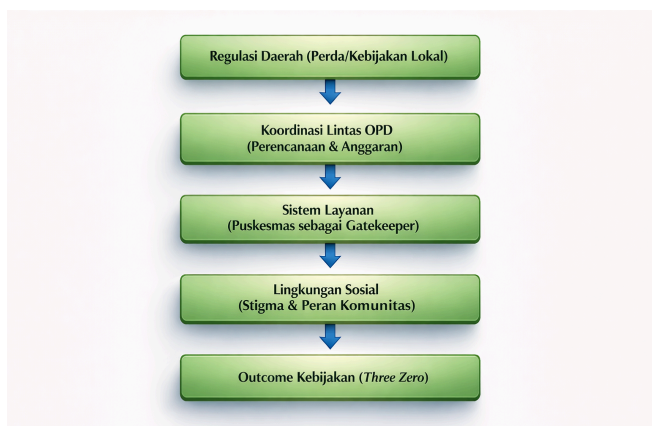 Regulasi Daerah (Perda/Kebijakan Lokal)
Koordinasi Lintas OPD
(Perencanaan & Anggaran)
Sistem Layanan
(Puskesmas sebagai Gatekeeper)
Lingkungan Sosial
(Stigma & Peran Komunitas)
Outcome Kebijakan (Three Zero)